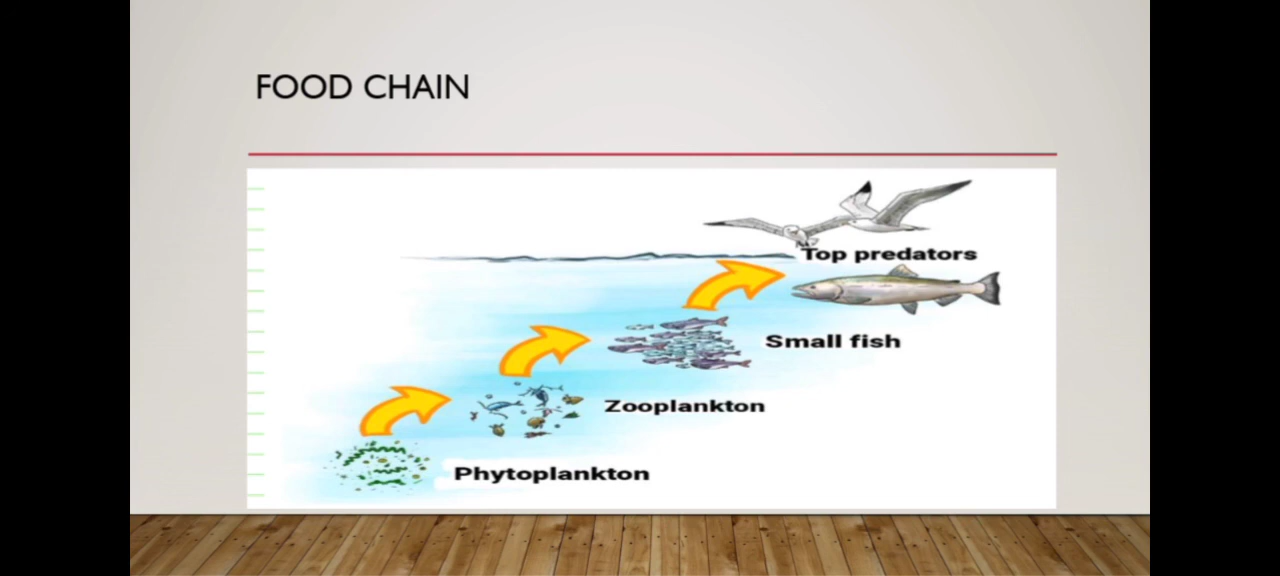 FOOD CHAIN
Top predators
Small fish
Zooplankton
Phytoplankton